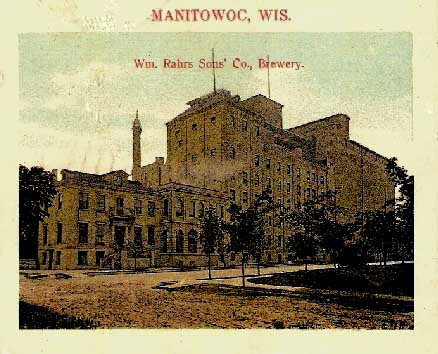 MANITOWOC, WIS.
Wm. Rahrs Sons' Co., Brewery.